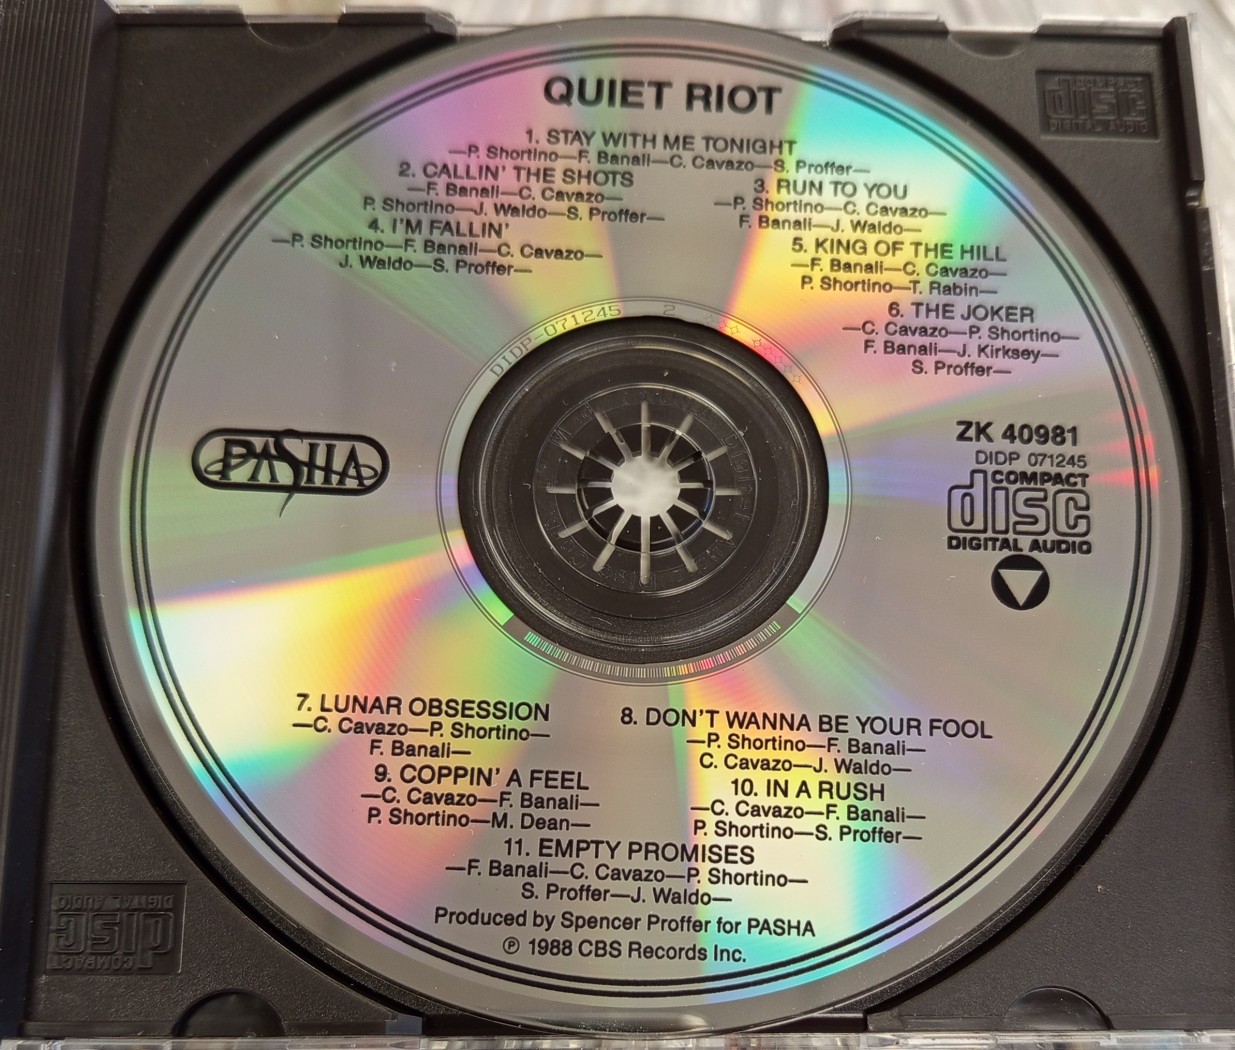 QUIET RIOT
1. STAY WITH ME TONIGHT
—P. Shortino—F. Banali—C. Cavazo—S. Proffer—
2. CALLIN' THE SHOTS
—F. Banali—C. Cavazo—
P. Shortino—J. Waldo—S. Proffer—
3. RUN TO YOU
—P. Shortino—C. Cavazo—
F. Banali—J. Waldo—
4. I'M FALLIN'
—P. Shortino—F. Banali—C. Cavazo—
J. Waldo—S. Proffer—
5. KING OF THE HILL
—F. Banali—C. Cavazo—
P. Shortino—T. Rabin—
6. THE JOKER
—C. Cavazo—P. Shortino—
F. Banali—J. Kirksey—
S. Proffer—
DIDP-071245 2
PASHA
ZK 40981
DIDP 071245
COMPACT
disc
DIGITAL AUDIO
7. LUNAR OBSESSION
—C. Cavazo—P. Shortino—
F. Banali—
8. DON'T WANNA BE YOUR FOOL
—P. Shortino—F. Banali—
C. Cavazo—J. Waldo—
9. COPPIN' A FEEL
—C. Cavazo—F. Banali—
P. Shortino—M. Dean—
10. IN A RUSH
—C. Cavazo—F. Banali—
P. Shortino—S. Proffer—
11. EMPTY PROMISES
—F. Banali—C. Cavazo—P. Shortino—
S. Proffer—J. Waldo—
Produced by Spencer Proffer for PASHA
℗ 1988 CBS Records Inc.
COMPACT
disc
DIGITAL AUDIO
COMPACT
disc
DIGITAL AUDIO